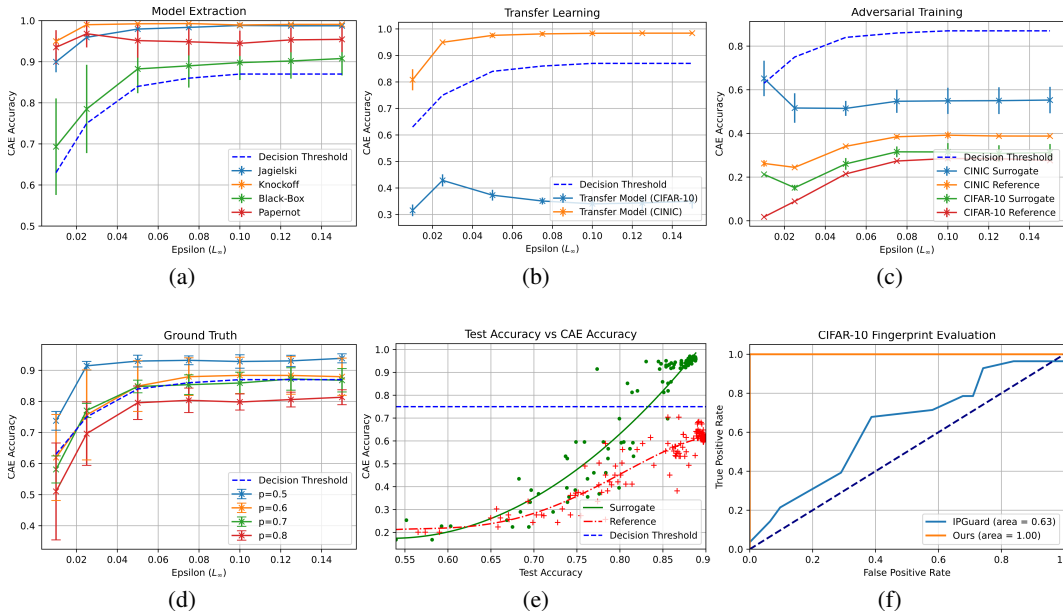 Model Extraction
CAE Accuracy
1.0
0.9
0.8
0.7
0.6
0.5
0.02 0.04 0.06 0.08 0.10 0.12 0.14
Epsilon (L∞)
Decision Threshold
Jagielski
Knockoff
Black-Box
Papernot
(a)
Transfer Learning
CAE Accuracy
1.0
0.9
0.8
0.7
0.6
0.5
0.4
0.3
0.02 0.04 0.06 0.08 0.10 0.12 0.14
Epsilon (L∞)
Decision Threshold
Transfer Model (CIFAR-10)
Transfer Model (CINIC)
(b)
Adversarial Training
CAE Accuracy
0.8
0.6
0.4
0.2
0.0
0.02 0.04 0.06 0.08 0.10 0.12 0.14
Epsilon (L∞)
Decision Threshold
CINIC Surrogate
CINIC Reference
CIFAR-10 Surrogate
CIFAR-10 Reference
(c)
Ground Truth
CAE Accuracy
0.9
0.8
0.7
0.6
0.5
0.4
0.02 0.04 0.06 0.08 0.10 0.12 0.14
Epsilon (L∞)
Decision Threshold
p=0.5
p=0.6
p=0.7
p=0.8
(d)
Test Accuracy vs CAE Accuracy
CAE Accuracy
1.0
0.9
0.8
0.7
0.6
0.5
0.4
0.3
0.2
0.55 0.60 0.65 0.70 0.75 0.80 0.85 0.9
Test Accuracy
Surrogate
Reference
Decision Threshold
(e)
CIFAR-10 Fingerprint Evaluation
True Positive Rate
1.0
0.8
0.6
0.4
0.2
0.0
0.0 0.2 0.4 0.6 0.8 1
False Positive Rate
IPGuard (area = 0.63)
Ours (area = 1.00)
(f)